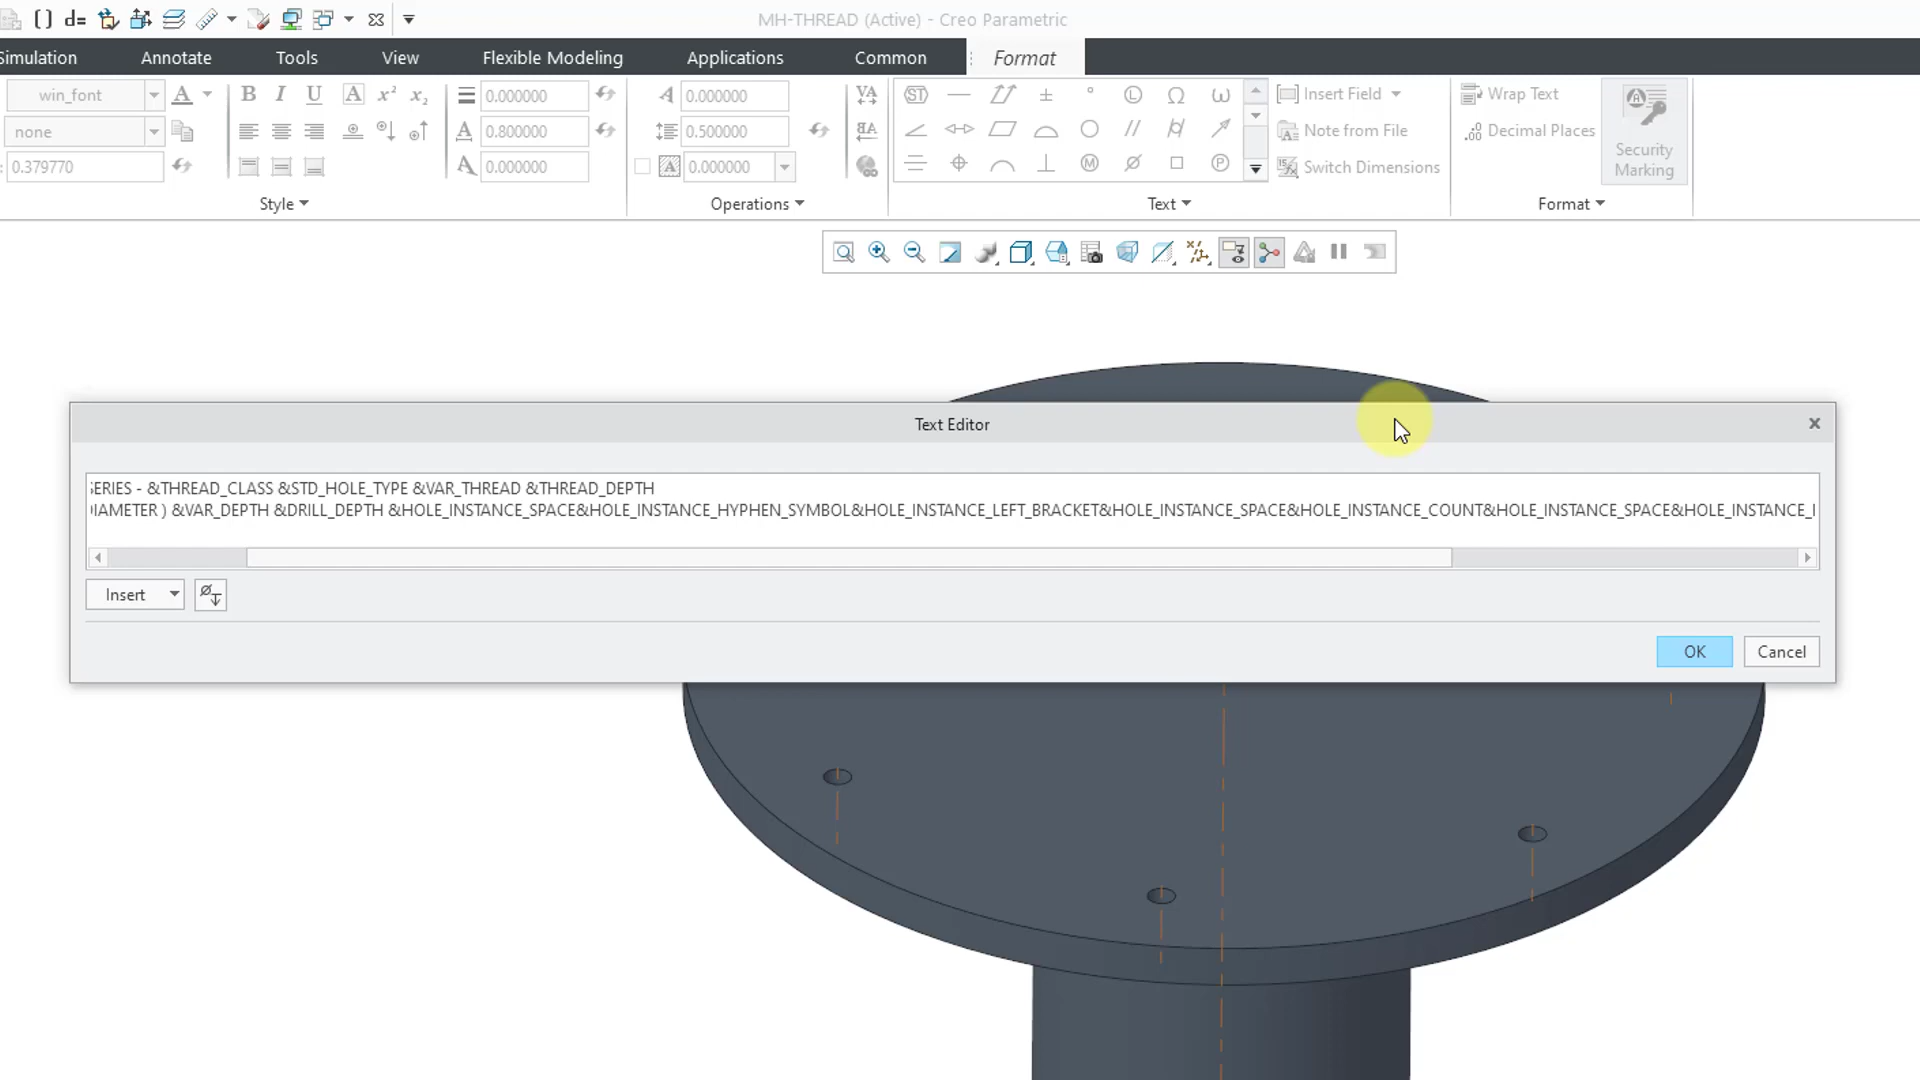 d=
MH-THREAD (Active) - Creo Parametric
Simulation Annotate Tools View Flexible Modeling Applications Common Format
win_font
B I U A
0.000000
0.000000
Insert Field
Wrap Text
none
0.800000
0.500000
Note from File
Decimal Places
0.379770
0.000000
0.000000
Switch Dimensions
Security
Marking
Style
Operations
Text
Format
Text Editor
SERIES - &THREAD_CLASS &STD_HOLE_TYPE &VAR_THREAD &THREAD_DEPTH
IAMETER ) &VAR_DEPTH &DRILL_DEPTH &HOLE_INSTANCE_SPACE&HOLE_INSTANCE_HYPHEN_SYMBOL&HOLE_INSTANCE_LEFT_BRACKET&HOLE_INSTANCE_SPACE&HOLE_INSTANCE_COUNT&HOLE_INSTANCE_SPACE&HOLE_INSTANCE_
Insert
OK Cancel